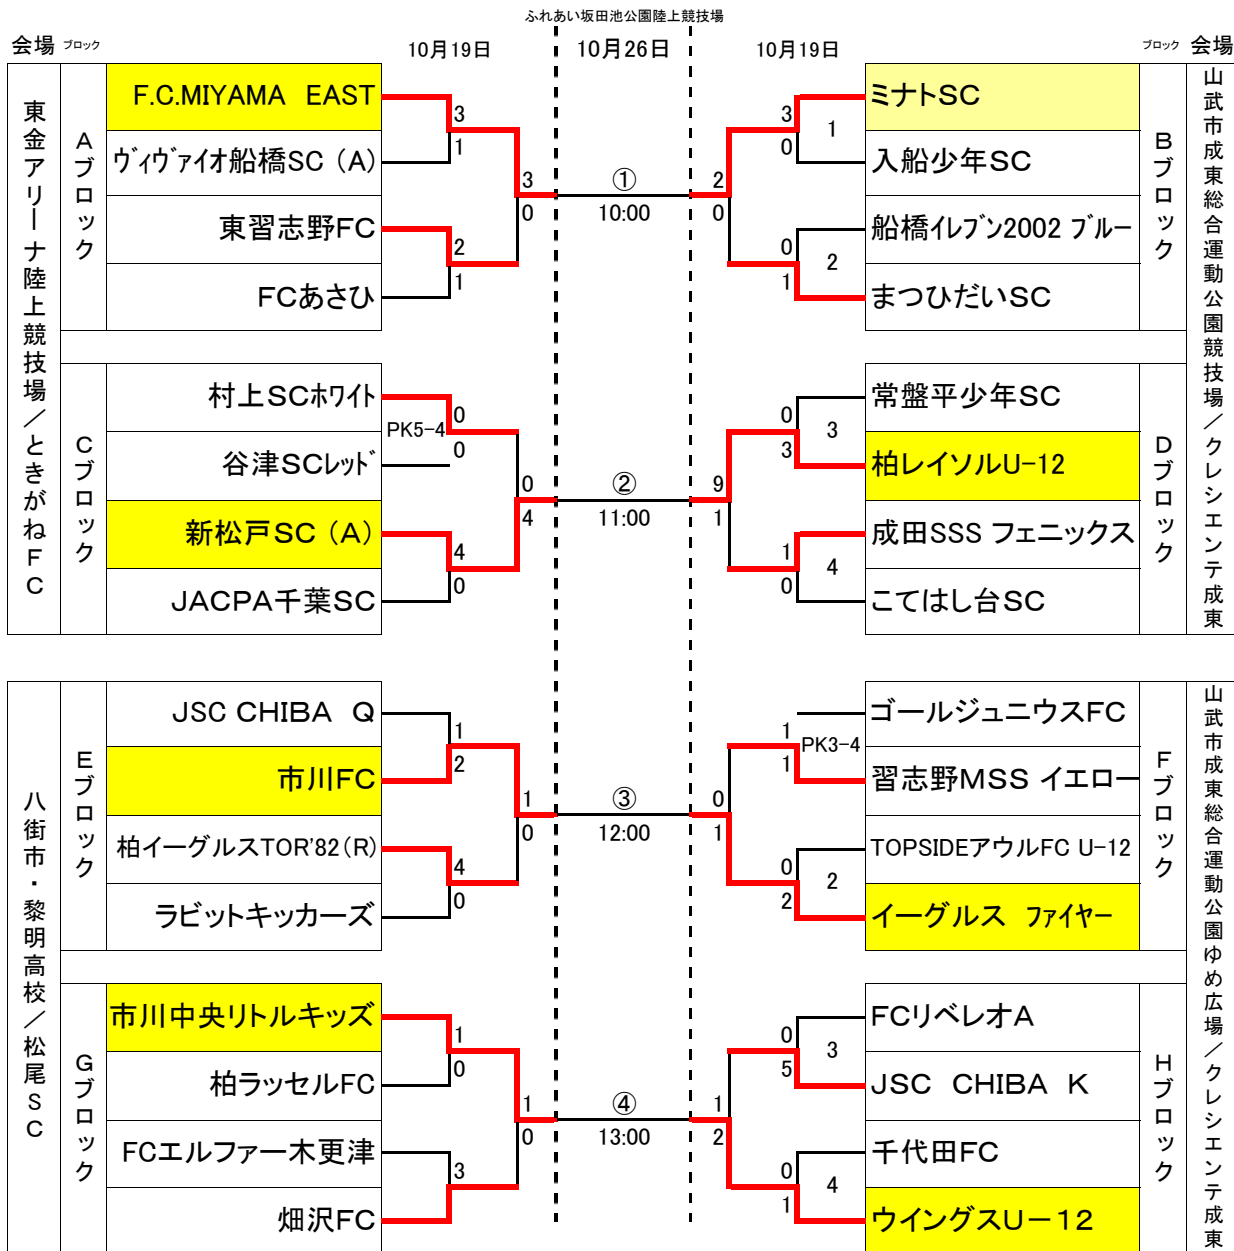 ふれあい坂田池公園陸上競技場
会場 ブロック 10月19日 10月26日 10月19日 ブロック 会場
東金アリーナ陸上競技場／ときがねFC
Aブロック
F.C.MIYAMA EAST
ヴィヴァイオ船橋SC (A)
東習志野FC
FCあさひ
3
1
2
1
3
0
①
10:00
2
0
3
0
1
0
1
2
ミナトSC
入船少年SC
船橋イレブン2002 ブルー
まつひだいSC
Bブロック
山武市成東総合運動公園競技場／クレシエンテ成東
Cブロック
村上SCホワイト
谷津SCレッド
新松戸SC (A)
JACPA千葉SC
PK5-4
0
0
4
0
0
4
②
11:00
9
1
0
3
3
1
0
4
常盤平少年SC
柏レイソルU-12
成田SSS フェニックス
こてはし台SC
Dブロック
八街市・黎明高校／松尾SC
Eブロック
JSC CHIBA Q
市川FC
柏イーグルスTOR'82(R)
ラビットキッカーズ
1
2
4
0
1
0
③
12:00
0
1
1
1
PK3-4
0
2
2
ゴールジュニウスFC
習志野MSS イエロー
TOPSIDEアウルFC U-12
イーグルス ファイヤー
Fブロック
山武市成東総合運動公園ゆめ広場／クレシエンテ成東
Gブロック
市川中央リトルキッズ
柏ラッセルFC
FCエルファー木更津
畑沢FC
1
0
3
1
0
④
13:00
1
2
0
5
3
0
1
4
FCリベレオA
JSC CHIBA K
千代田FC
ウイングスU－12
Hブロック